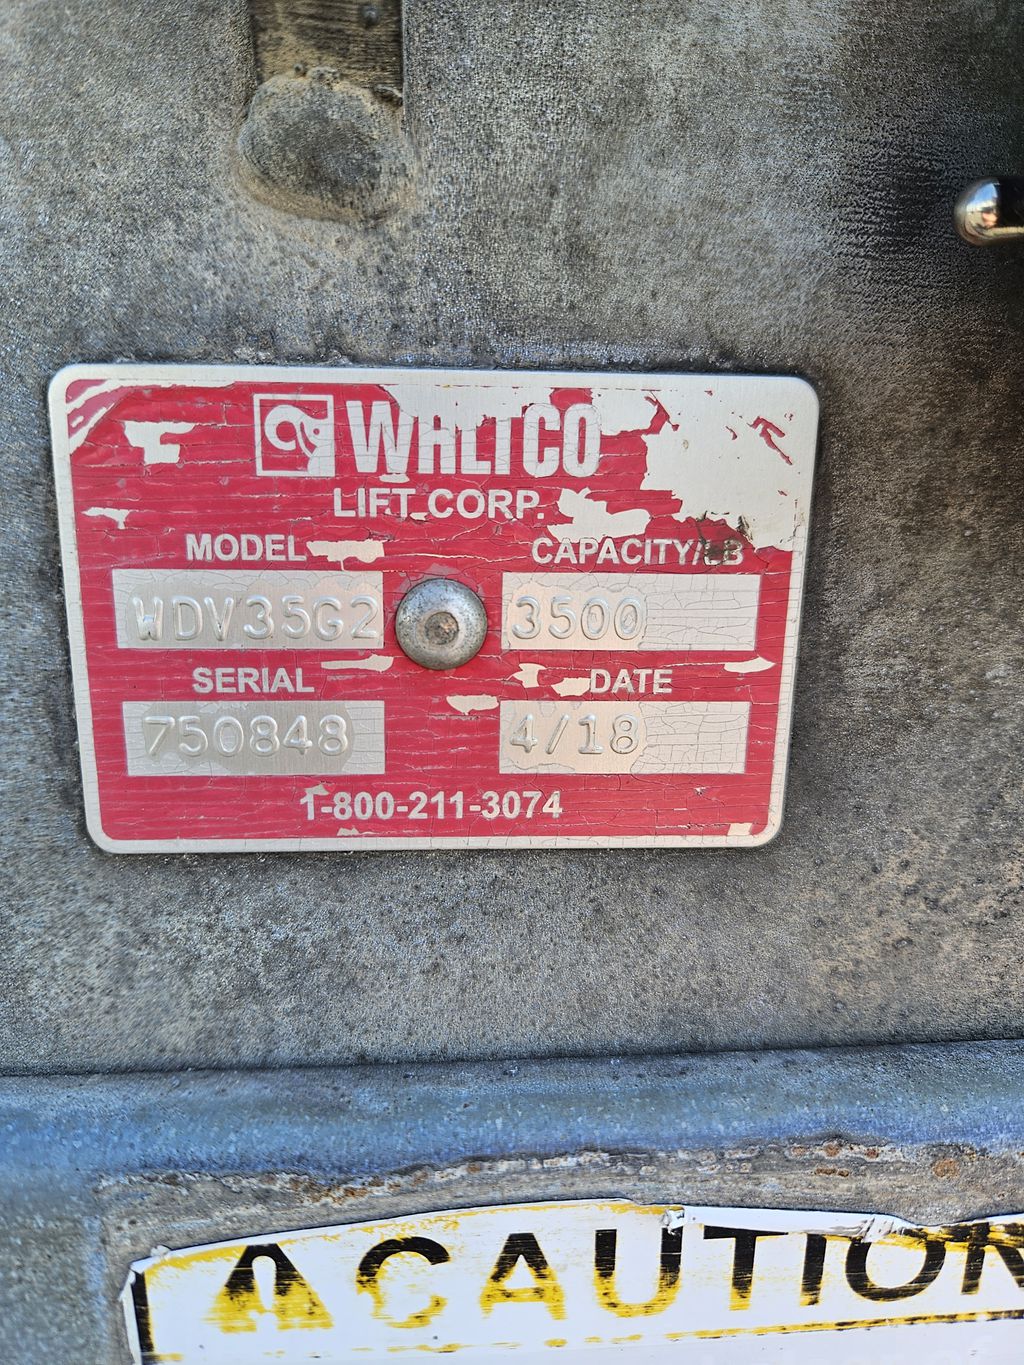 WALTCO
LIFT CORP.
MODEL CAPACITY/LB
WDV35G2 3500
SERIAL DATE
750848 4/18
1-800-211-3074
CAUTION